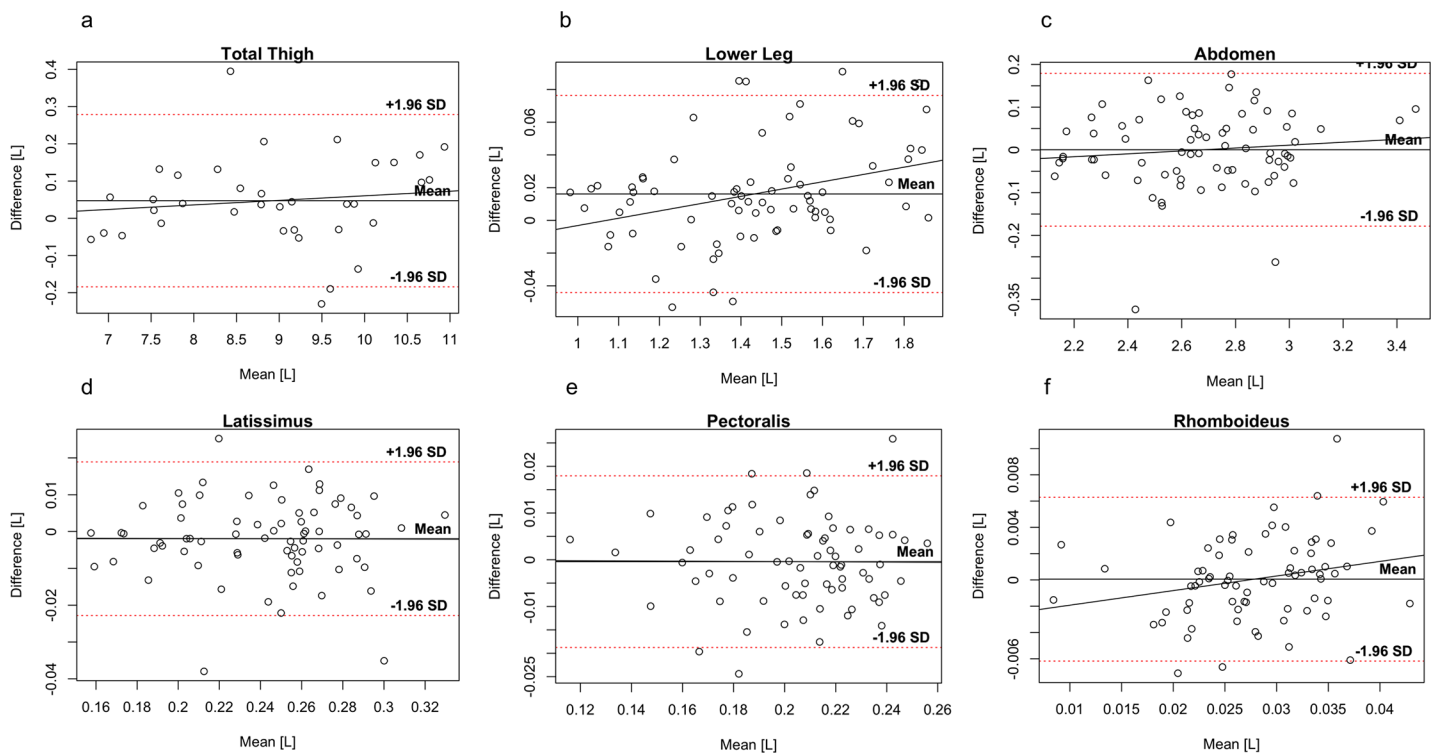 a
Total Thigh
Difference [L]
0.4
0.3
0.2
0.1
0
-0.1
-0.2
+1.96 SD
Mean
-1.96 SD
7
7.5
8
8.5
9
9.5
10
10.5
11
Mean [L]
b
Lower Leg
Difference [L]
0.06
0.02
0
-0.04
+1.96 SD
Mean
-1.96 SD
1
1.1
1.2
1.3
1.4
1.5
1.6
1.7
1.8
Mean [L]
c
Abdomen
Difference [L]
0.2
0.1
0
-0.1
-0.2
-0.35
+1.96 SD
Mean
-1.96 SD
2.2
2.4
2.6
2.8
3
3.2
3.4
Mean [L]
d
Latissimus
Difference [L]
0.01
0
-0.02
-0.04
+1.96 SD
Mean
-1.96 SD
0.16
0.18
0.2
0.22
0.24
0.26
0.28
0.3
0.32
Mean [L]
e
Pectoralis
Difference [L]
0.02
0.01
0
-0.01
-0.025
+1.96 SD
Mean
-1.96 SD
0.12
0.14
0.16
0.18
0.2
0.22
0.24
0.26
Mean [L]
f
Rhomboideus
Difference [L]
0.008
0.004
0
-0.006
+1.96 SD
Mean
-1.96 SD
0.01
0.015
0.02
0.025
0.03
0.035
0.04
Mean [L]